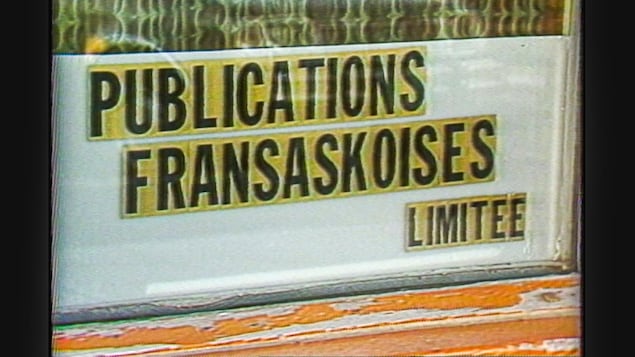 PUBLICATIONS
FRANSASKOISES
LIMITEE